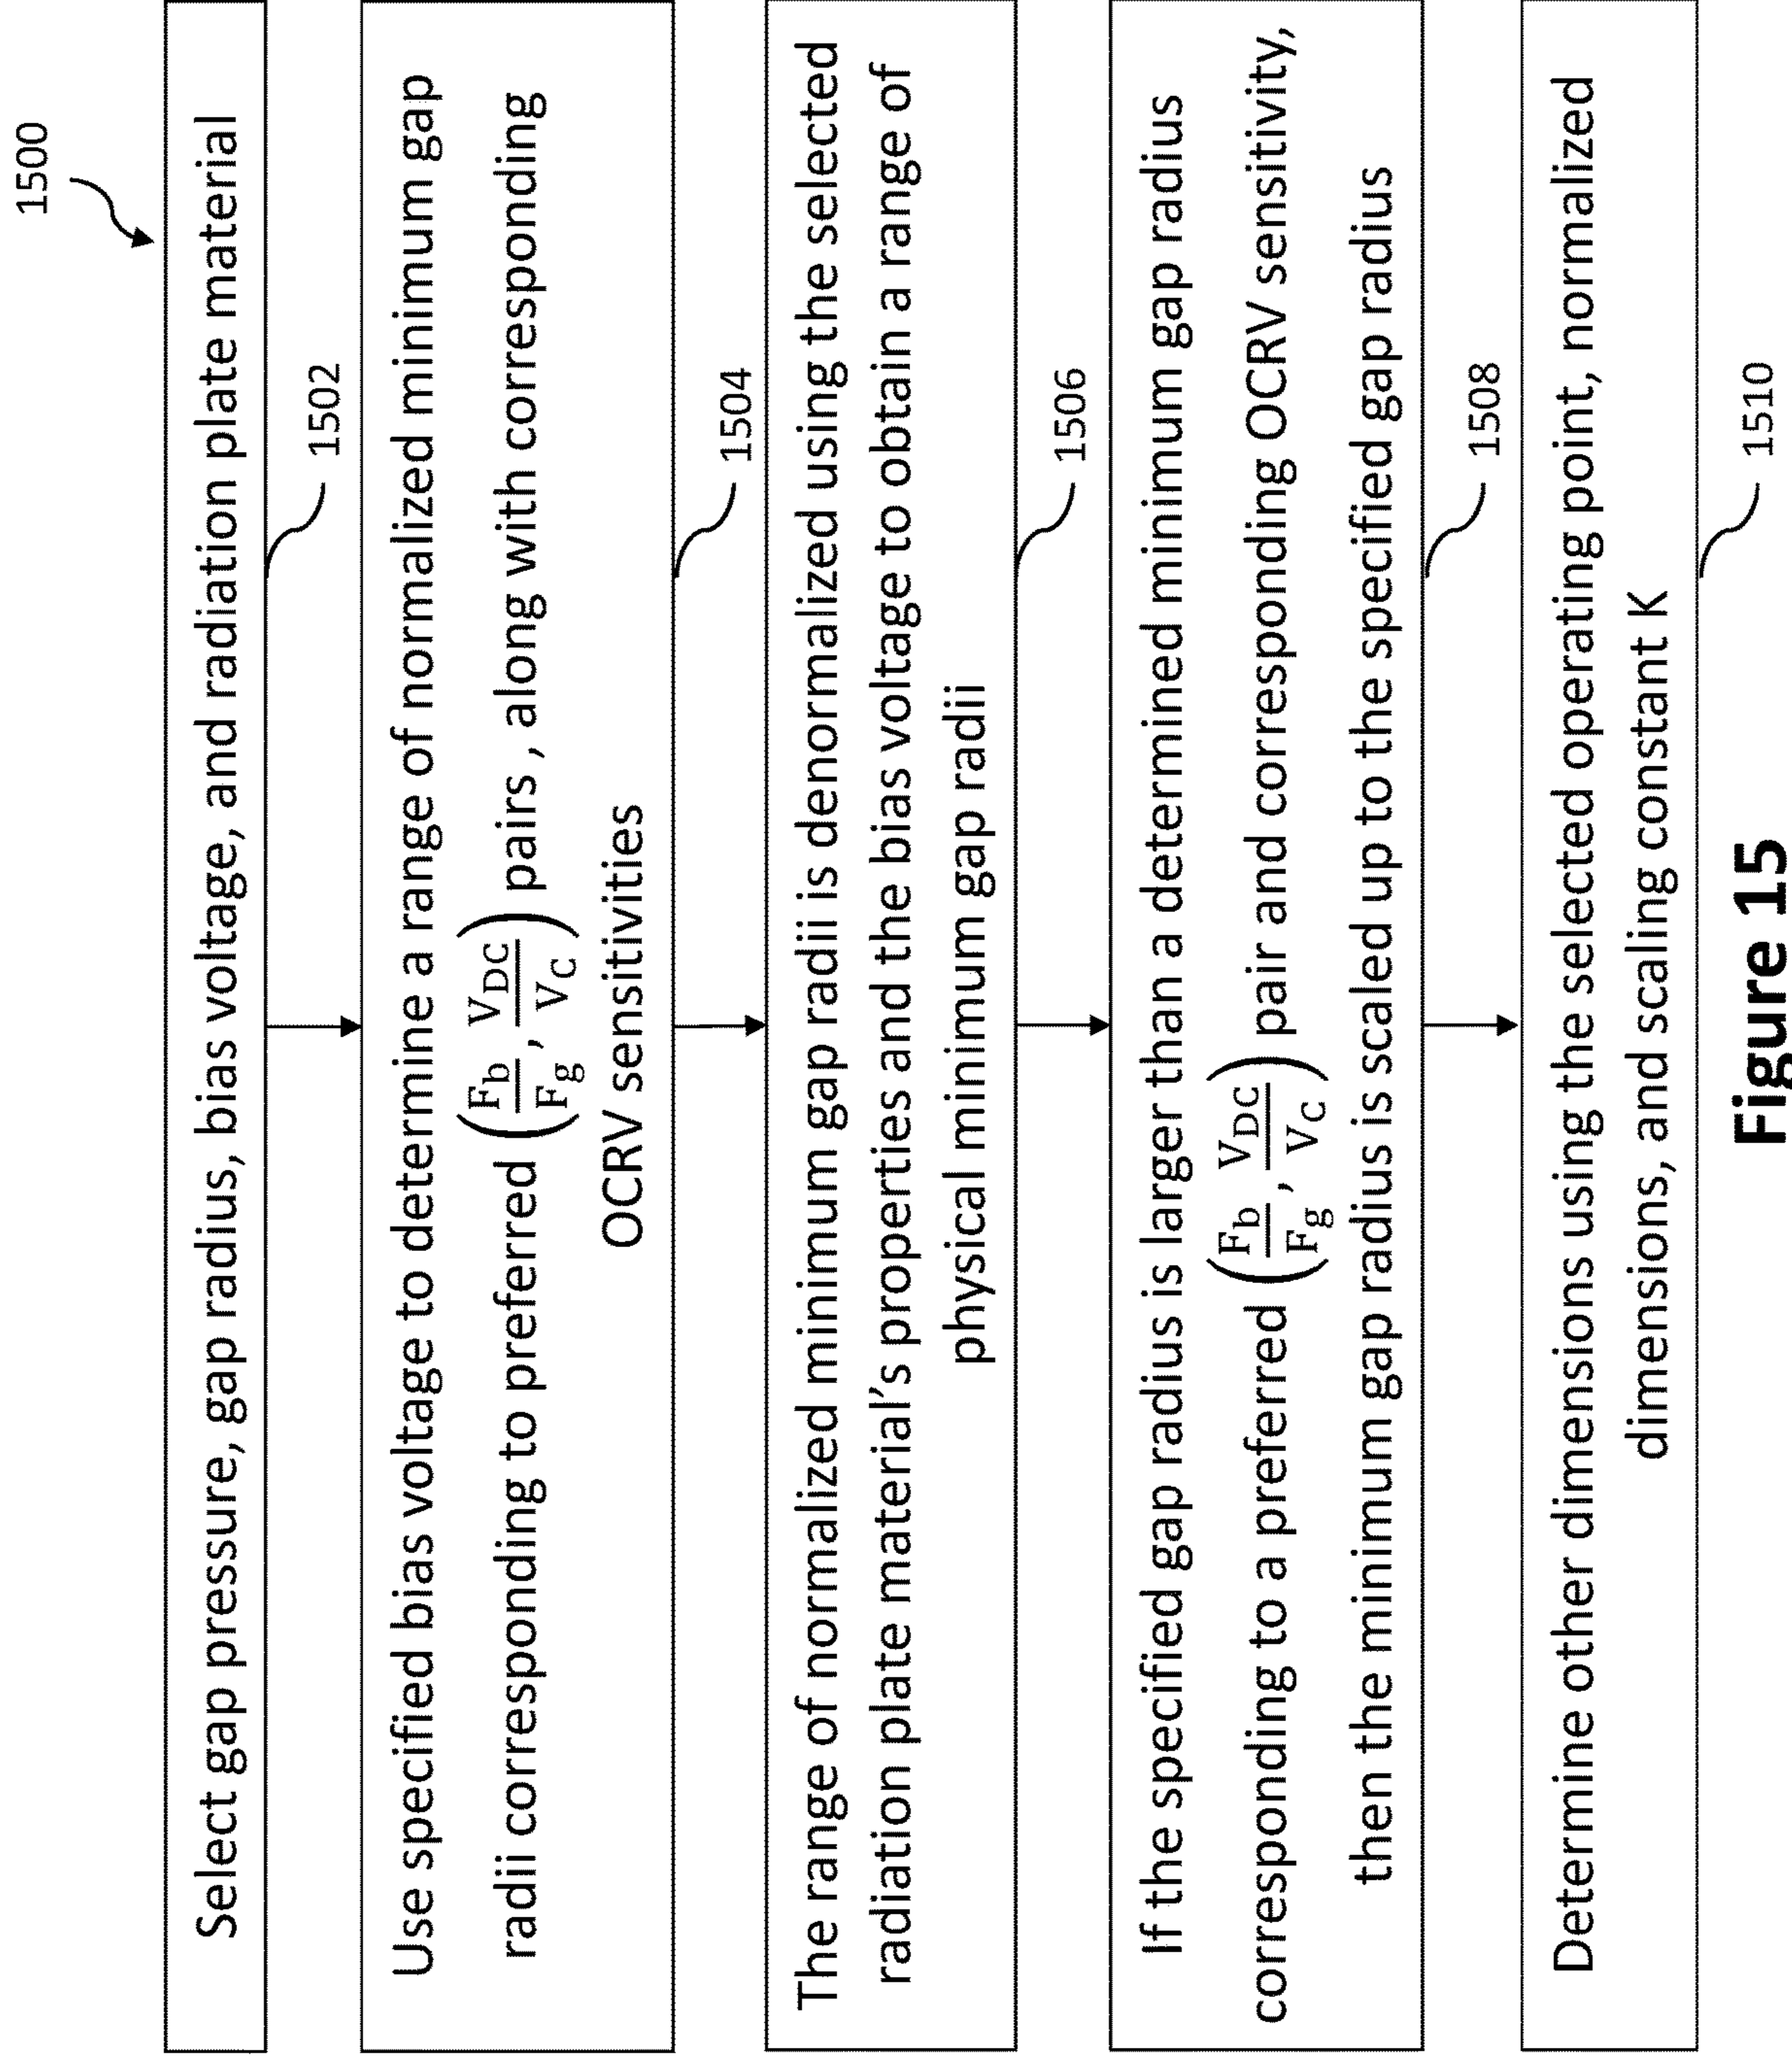 1500
Select gap pressure, gap radius, bias voltage, and radiation plate material
1502
Use specified bias voltage to determine a range of normalized minimum gap
radii corresponding to preferred (F_b/F_g, V_DC/V_C) pairs , along with corresponding
OCRV sensitivities
1504
The range of normalized minimum gap radii is denormalized using the selected
radiation plate material's properties and the bias voltage to obtain a range of
physical minimum gap radii
1506
If the specified gap radius is larger than a determined minimum gap radius
corresponding to a preferred (F_b/F_g, V_DC/V_C) pair and corresponding OCRV sensitivity,
then the minimum gap radius is scaled up to the specified gap radius
1508
Determine other dimensions using the selected operating point, normalized
dimensions, and scaling constant K
1510
Figure 15